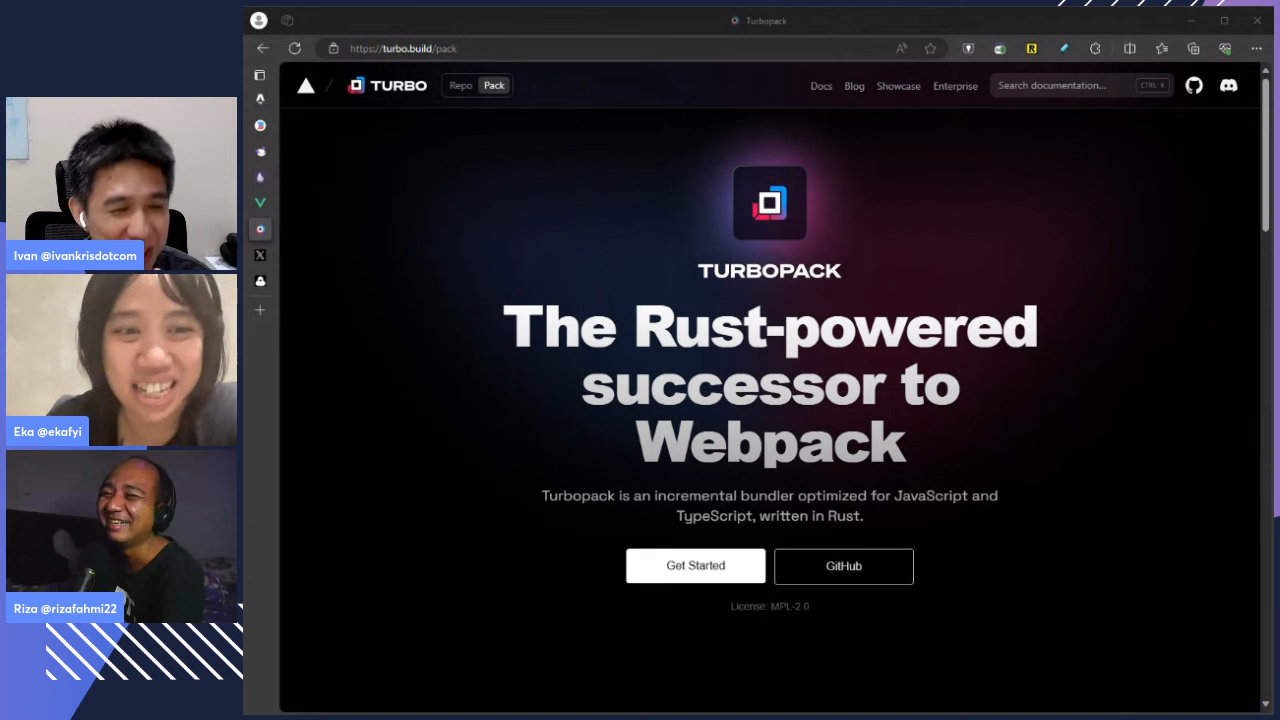 Turbopack
https://turbo.build/pack
TURBO
Repo
Pack
Docs
Blog
Showcase
Enterprise
Search documentation...
CTRL K
TURBOPACK
The Rust-powered
successor to
Webpack
Turbopack is an incremental bundler optimized for JavaScript and
TypeScript, written in Rust.
Get Started
GitHub
License: MPL-2.0
Ivan @ivankrisdotcom
Eka @ekafyi
Riza @rizafahmi22